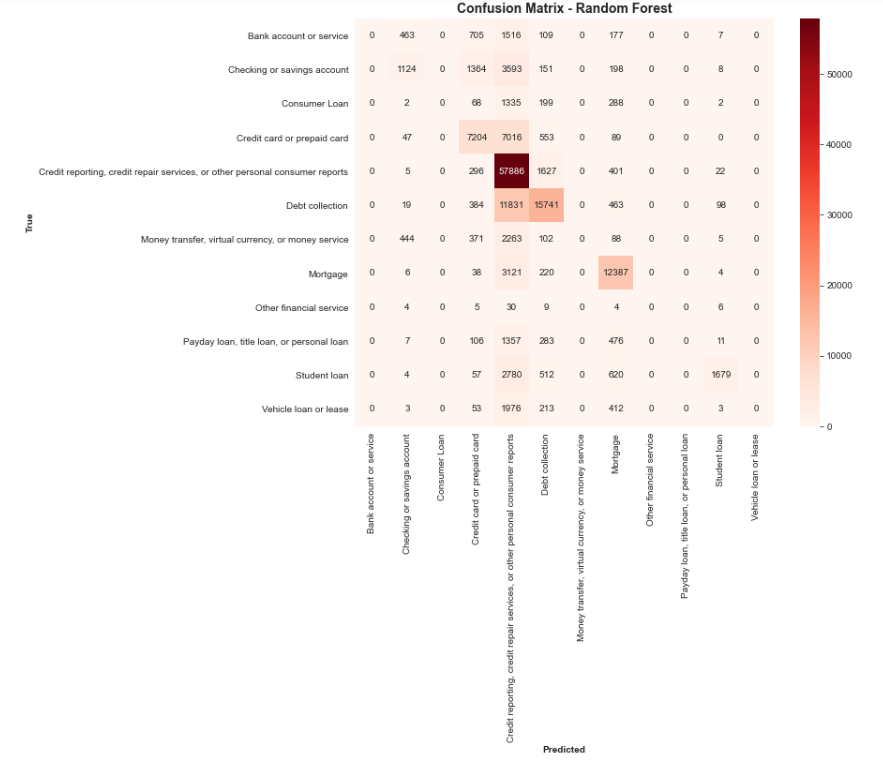 Confusion Matrix - Random Forest
Bank account or service 0 463 0 705 1516 109 0 177 0 0 7 0
Checking or savings account 0 1124 0 1364 3593 151 0 198 0 0 8 0
Consumer Loan 0 2 0 68 1335 199 0 288 0 0 2 0
Credit card or prepaid card 0 47 0 7204 7016 553 0 89 0 0 0 0
Credit reporting, credit repair services, or other personal consumer reports 0 5 0 296 57886 1627 0 401 0 0 22 0
Debt collection 0 19 0 384 11831 15741 0 463 0 0 98 0
Money transfer, virtual currency, or money service 0 444 0 371 2263 102 0 88 0 0 5 0
Mortgage 0 6 0 38 3121 220 0 12387 0 0 4 0
Other financial service 0 4 0 5 30 9 0 4 0 0 6 0
Payday loan, title loan, or personal loan 0 7 0 106 1357 283 0 476 0 0 11 0
Student loan 0 4 0 57 2780 512 0 620 0 0 1679 0
Vehicle loan or lease 0 3 0 53 1976 213 0 412 0 0 3 0
True
Bank account or service
Checking or savings account
Consumer Loan
Credit card or prepaid card
Credit reporting, credit repair services, or other personal consumer reports
Debt collection
Money transfer, virtual currency, or money service
Mortgage
Other financial service
Payday loan, title loan, or personal loan
Student loan
Vehicle loan or lease
Predicted
50000
40000
30000
20000
10000
0